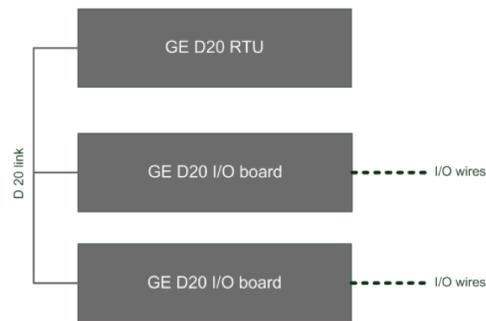 GE D20 RTU
D 20 link
GE D20 I/O board
I/O wires
GE D20 I/O board
I/O wires